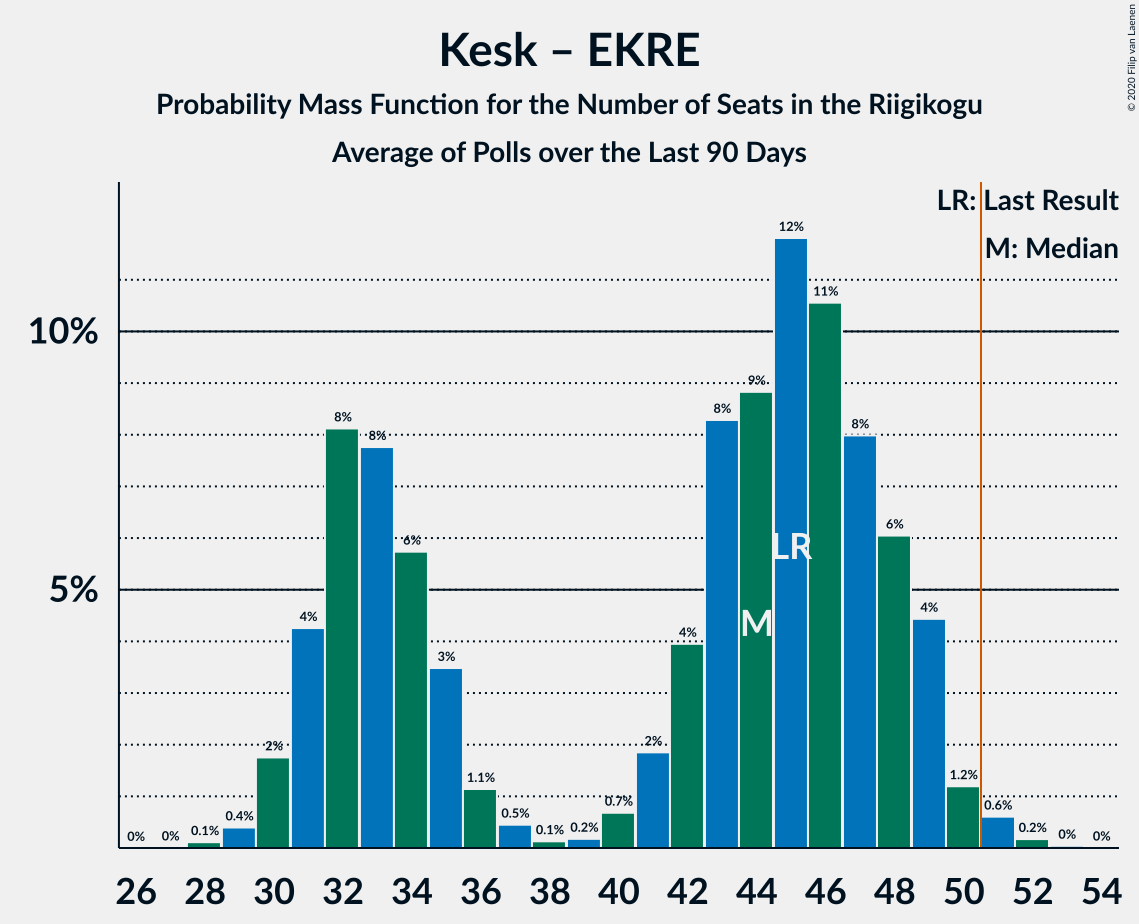 Kesk – EKRE
Probability Mass Function for the Number of Seats in the Riigikogu
Average of Polls over the Last 90 Days
© 2020 Filip van Laenen
LR: Last Result
M: Median
10%
5%
0% 0% 0.1% 0.4% 2% 4% 8% 8% 6% 3% 1.1% 0.5% 0.1% 0.2% 0.7% 2% 4% 8% 9% 12% 11% 8% 6% 4% 1.2% 0.6% 0.2% 0% 0%
LR
M
26 28 30 32 34 36 38 40 42 44 46 48 50 52 54